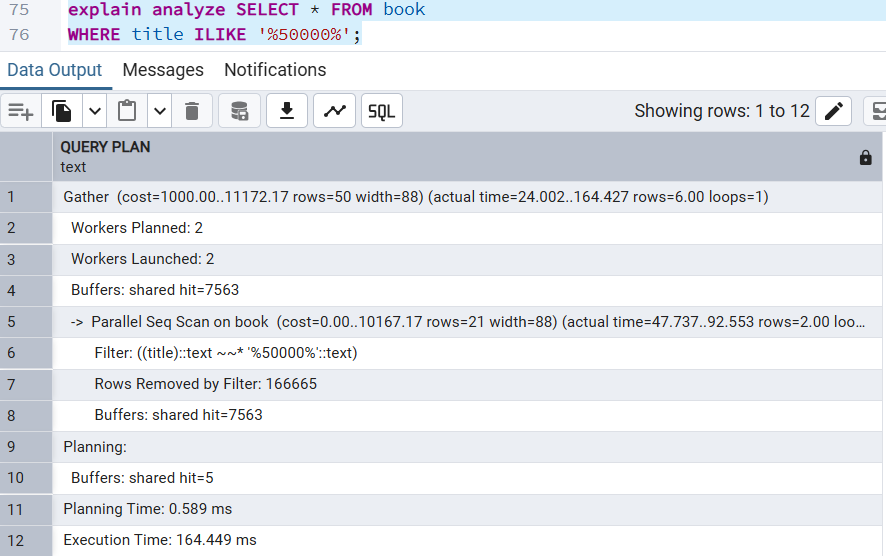 75 explain analyze SELECT * FROM book
76 WHERE title ILIKE '%50000%';
Data Output Messages Notifications
SQL Showing rows: 1 to 12
QUERY PLAN
text
1 Gather (cost=1000.00..11172.17 rows=50 width=88) (actual time=24.002..164.427 rows=6.00 loops=1)
2 Workers Planned: 2
3 Workers Launched: 2
4 Buffers: shared hit=7563
5 -> Parallel Seq Scan on book (cost=0.00..10167.17 rows=21 width=88) (actual time=47.737..92.553 rows=2.00 loo...
6 Filter: ((title)::text ~~* '%50000%'::text)
7 Rows Removed by Filter: 166665
8 Buffers: shared hit=7563
9 Planning:
10 Buffers: shared hit=5
11 Planning Time: 0.589 ms
12 Execution Time: 164.449 ms